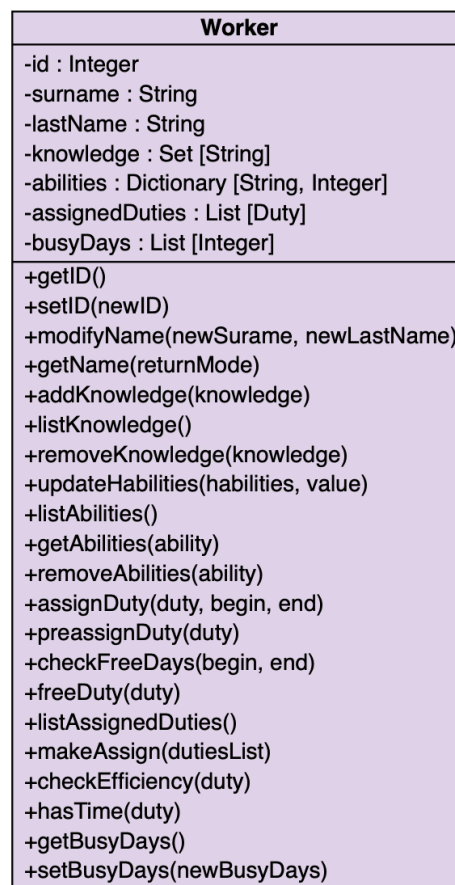 Worker
-id : Integer
-surname : String
-lastName : String
-knowledge : Set [String]
-abilities : Dictionary [String, Integer]
-assignedDuties : List [Duty]
-busyDays : List [Integer]
+getID()
+setID(newID)
+modifyName(newSurame, newLastName)
+getName(returnMode)
+addKnowledge(knowledge)
+listKnowledge()
+removeKnowledge(knowledge)
+updateHabilities(habilities, value)
+listAbilities()
+getAbilities(ability)
+removeAbilities(ability)
+assignDuty(duty, begin, end)
+preassignDuty(duty)
+checkFreeDays(begin, end)
+freeDuty(duty)
+listAssignedDuties()
+makeAssign(dutiesList)
+checkEfficiency(duty)
+hasTime(duty)
+getBusyDays()
+setBusyDays(newBusyDays)